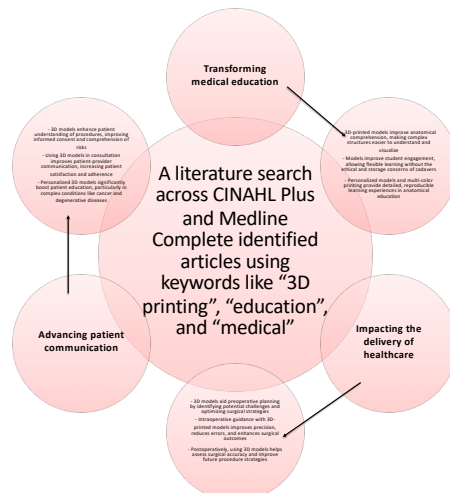 Transforming
medical education
- 3D models enhance patient
understanding of procedures, improving
informed consent and comprehension of
risks
- Using 3D models in consultation
improves patient-provider
communication, increasing patient
satisfaction and adherence
- Personalized 3D models significantly
boost patient education, particularly in
complex conditions like cancer and
degenerative diseases
3D-printed models improve anatomical
comprehension, making complex
structures easier to understand and
visualize
- Models improve student engagement,
allowing flexible learning without the
ethical and storage concerns of cadavers
- Personalized models and multi-color
printing provide detailed, reproducible
learning experiences in anatomical
education
A literature search
across CINAHL Plus
and Medline
Complete identified
articles using
keywords like “3D
printing”, “education”,
and “medical”
Advancing patient
communication
Impacting the
delivery of
healthcare
- 3D models aid preoperative planning
by identifying potential challenges and
optimizing surgical strategies
- Intraoperative guidance with 3D-
printed models improves precision,
reduces errors, and enhances surgical
outcomes
- Postoperatively, using 3D models helps
assess surgical accuracy and improve
future procedure strategies